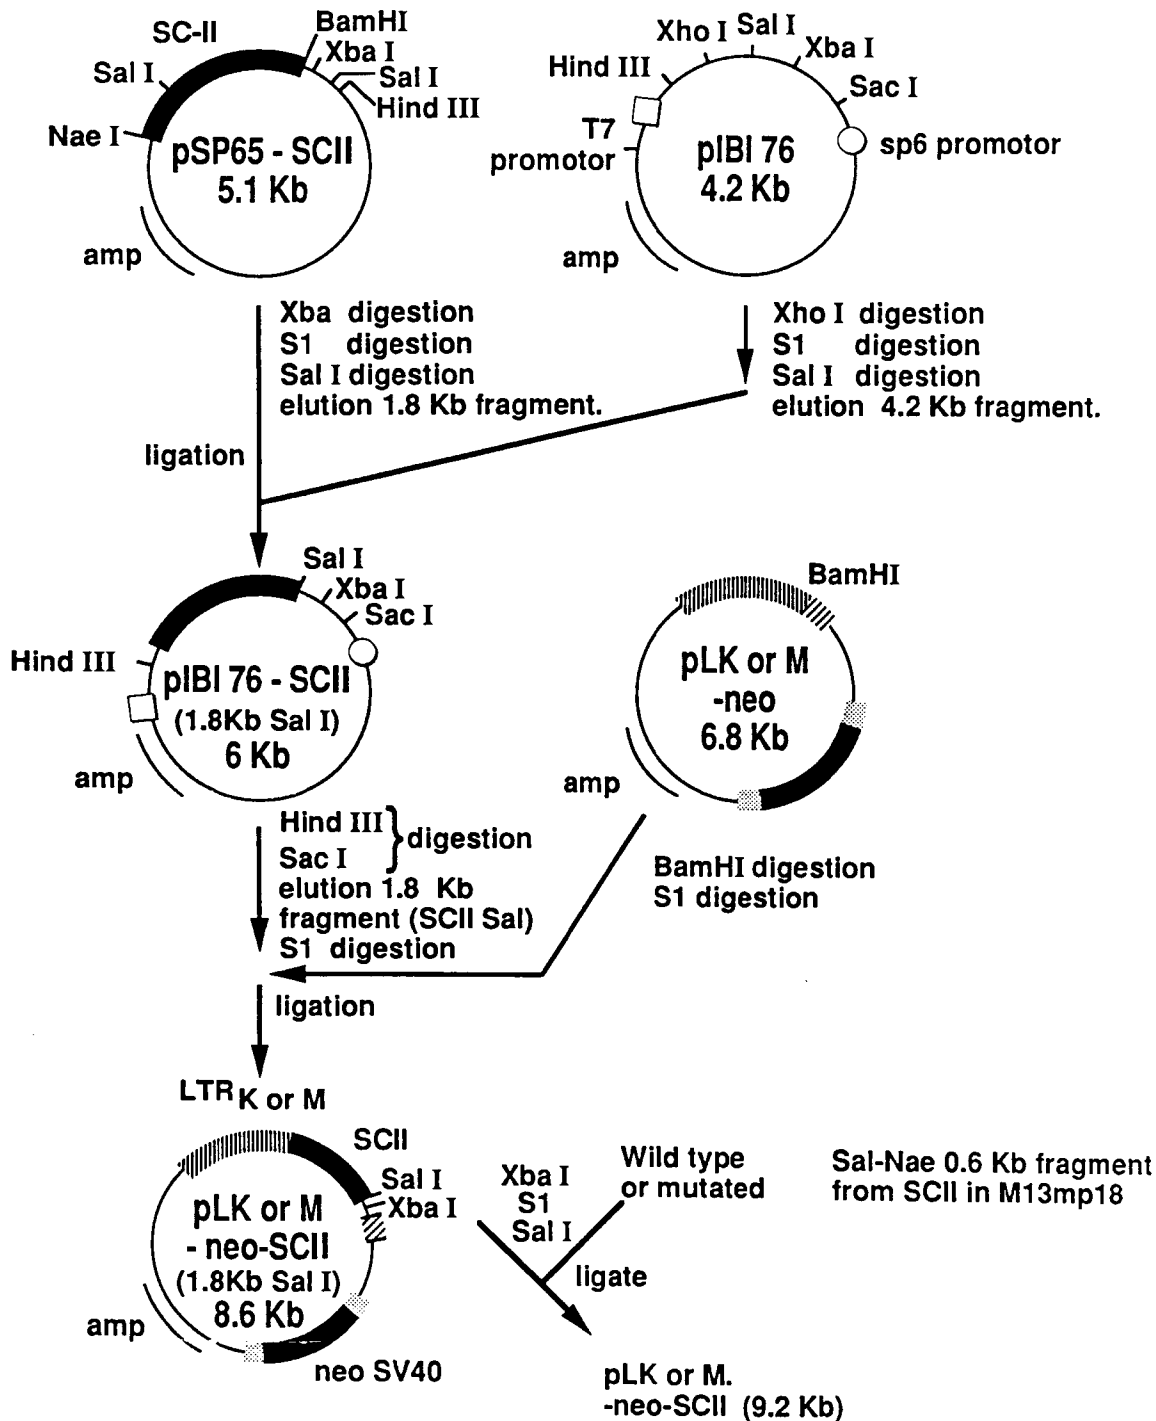 SC-II
BamHI
Xba I
Sal I
Sal I
Hind III
Nae I
pSP65 - SCII
5.1 Kb
amp
Xho I
Sal I
Xba I
Hind III
Sac I
T7
promotor
pIBI 76
4.2 Kb
sp6 promotor
amp
Xba digestion
S1 digestion
Sal I digestion
elution 1.8 Kb fragment.
Xho I digestion
S1 digestion
Sal I digestion
elution 4.2 Kb fragment.
ligation
Sal I
Xba I
Sac I
Hind III
pIBI 76 - SCII
(1.8Kb Sal I)
6 Kb
amp
BamHI
pLK or M
-neo
6.8 Kb
amp
Hind III
Sac I
} digestion
elution 1.8 Kb
fragment (SCII Sal)
S1 digestion
BamHI digestion
S1 digestion
ligation
LTR K or M
SCII
Sal I
Xba I
pLK or M
- neo-SCII
(1.8Kb Sal I)
8.6 Kb
amp
neo SV40
Xba I
S1
Sal I
Wild type
or mutated
Sal-Nae 0.6 Kb fragment
from SCII in M13mp18
ligate
pLK or M.
-neo-SCII (9.2 Kb)